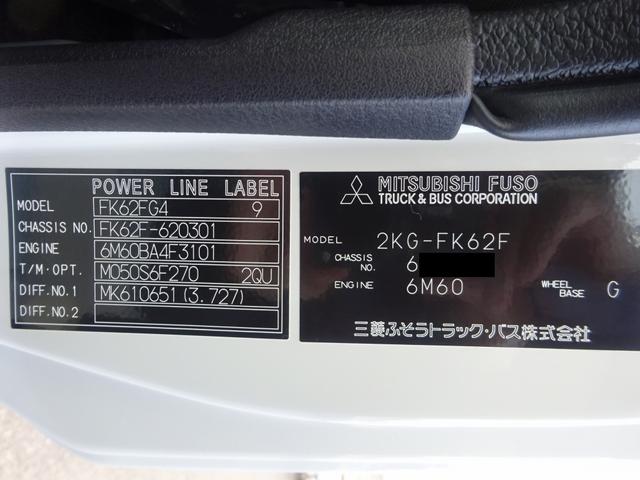 POWER LINE LABEL
MODEL FK62FG4 9
CHASSIS NO. FK62F-620301
ENGINE 6M60BA4F3101
T/M·OPT. M050S6F270 2QU
DIFF.NO.1 MK610651 (3.727)
DIFF.NO.2
MITSUBISHI FUSO
TRUCK & BUS CORPORATION
MODEL 2KG-FK62F
CHASSIS NO. 6
ENGINE 6M60 WHEEL BASE G
三菱ふそうトラック・バス株式会社